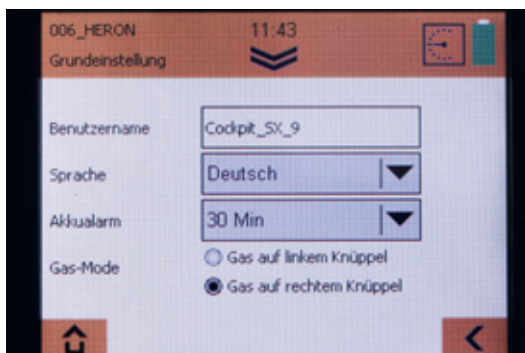 006_HERON 11:43
Grundeinstellung
Benutzername Cockpit_SX_9
Sprache Deutsch
Akkualarm 30 Min
Gas-Mode
Gas auf linkem Knüppel
Gas auf rechtem Knüppel